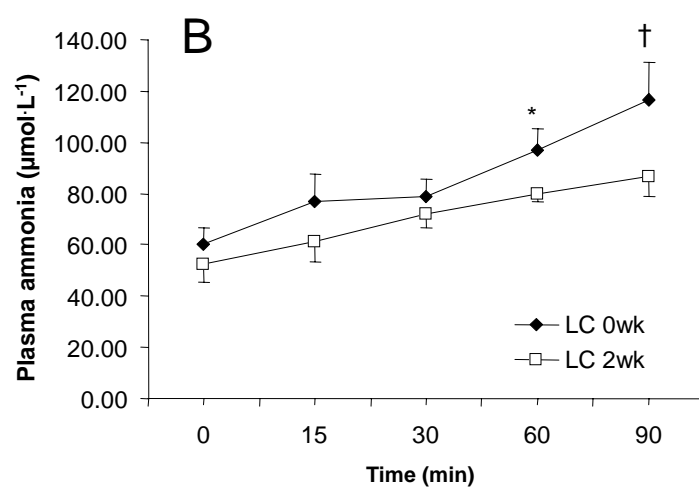 B
†
*
140.00
120.00
100.00
80.00
60.00
40.00
20.00
0.00
Plasma ammonia (µmol·L⁻¹)
LC 0wk
LC 2wk
0 15 30 60 90
Time (min)